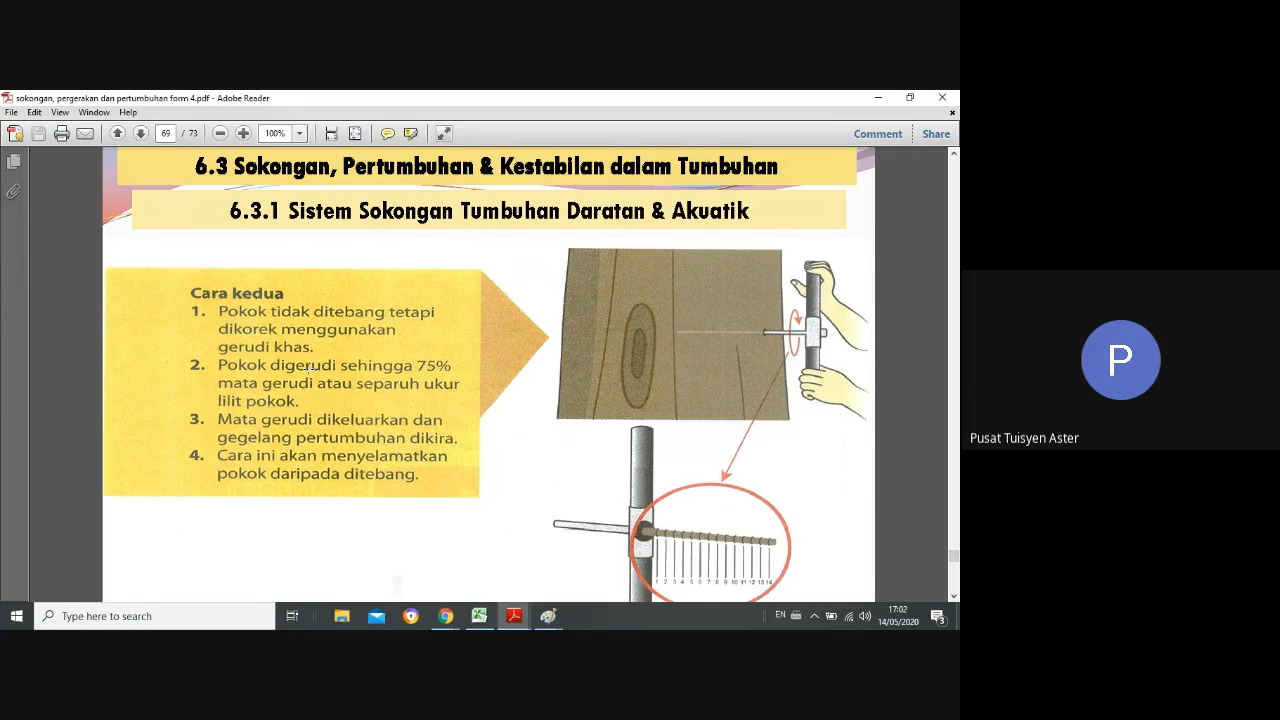 sokongan, pergerakan dan pertumbuhan form 4.pdf - Adobe Reader
File Edit View Window Help
69 / 73 100% Comment Share
6.3 Sokongan, Pertumbuhan & Kestabilan dalam Tumbuhan
6.3.1 Sistem Sokongan Tumbuhan Daratan & Akuatik
Cara kedua
1. Pokok tidak ditebang tetapi
dikorek menggunakan
gerudi khas.
2. Pokok digerudi sehingga 75%
mata gerudi atau separuh ukur
lilit pokok.
3. Mata gerudi dikeluarkan dan
gegelang pertumbuhan dikira.
4. Cara ini akan menyelamatkan
pokok daripada ditebang.
1 2 3 4 5 6 7 8 9 10 11 12 13 14
P
Pusat Tuisyen Aster
Type here to search
EN
17:02
14/05/2020
3